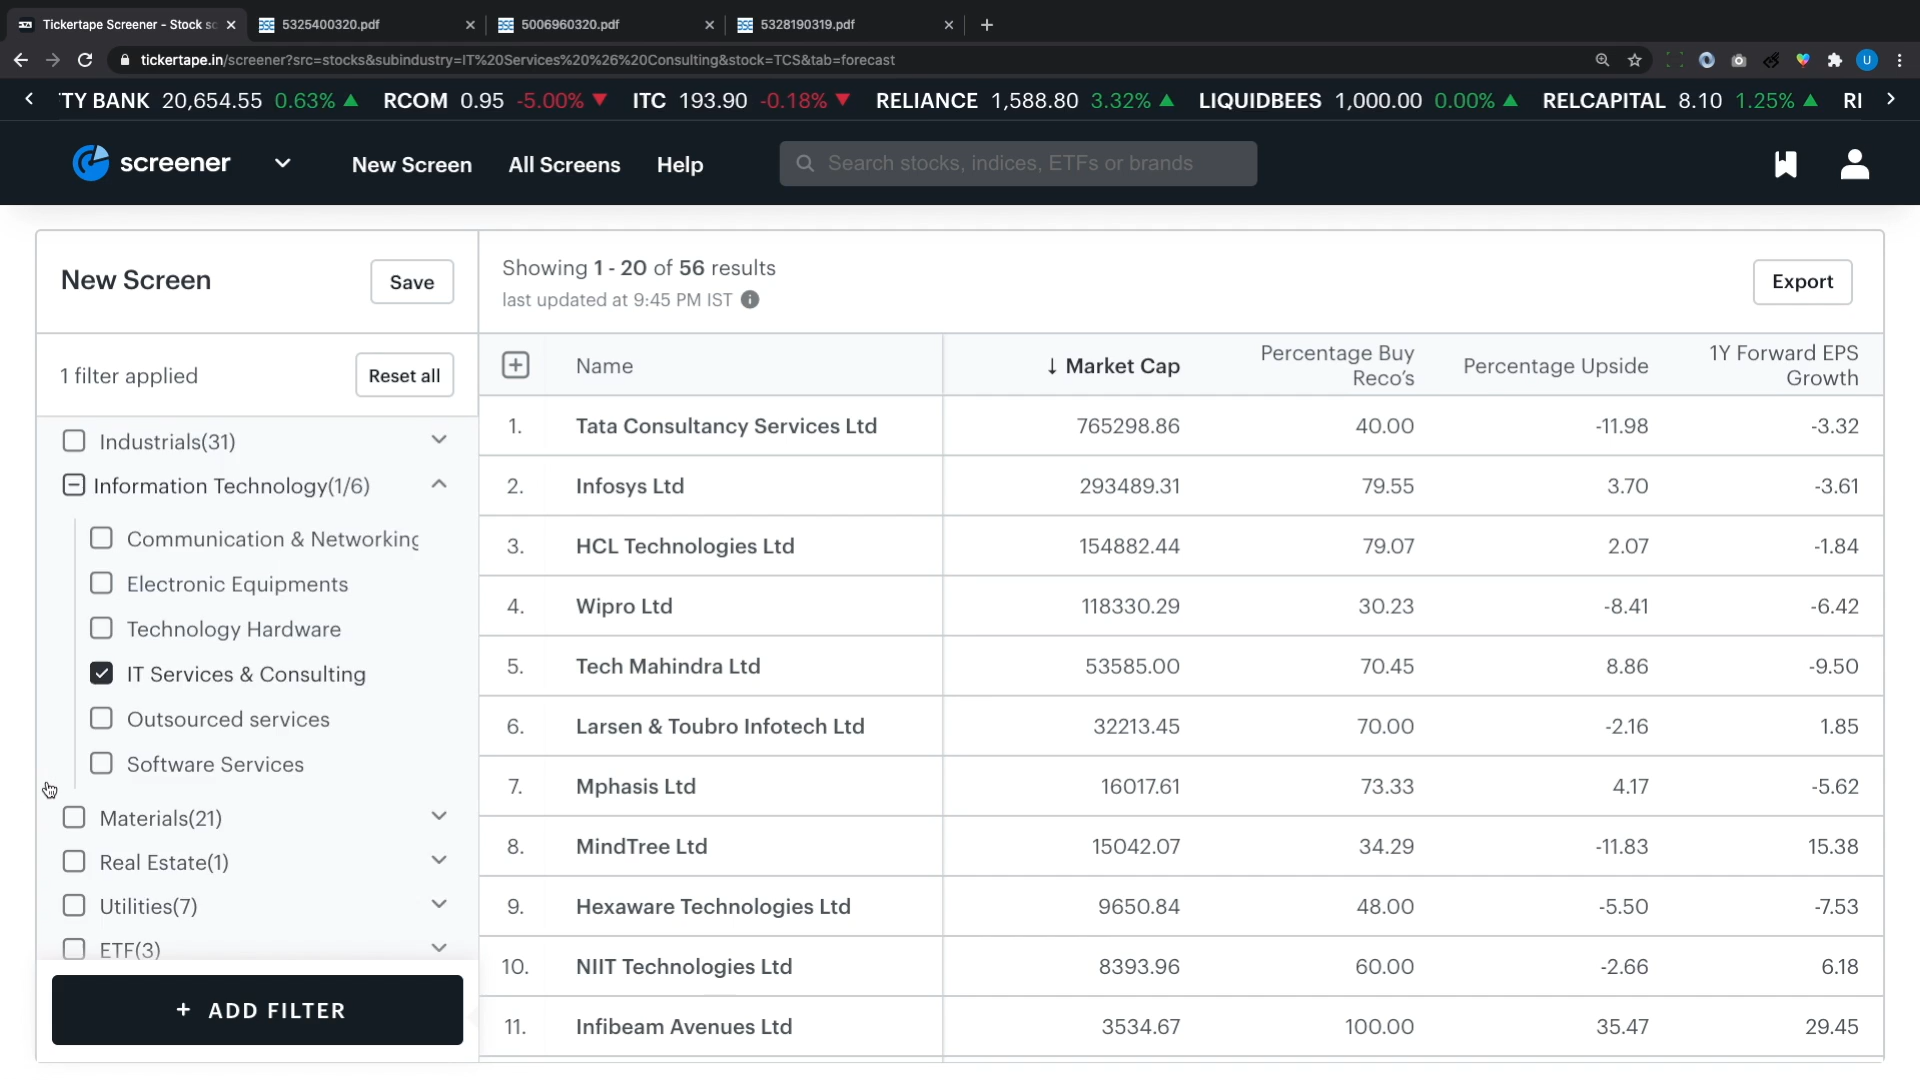 Tickertape Screener - Stock sc
5325400320.pdf
5006960320.pdf
5328190319.pdf
tickertape.in/screener?src=stocks&subindustry=IT%20Services%20%26%20Consulting&stock=TCS&tab=forecast
U
TY BANK 20,654.55 0.63% ▲ RCOM 0.95 -5.00% ▼ ITC 193.90 -0.18% ▼ RELIANCE 1,588.80 3.32% ▲ LIQUIDBEES 1,000.00 0.00% ▲ RELCAPITAL 8.10 1.25% ▲ RI
screener New Screen All Screens Help Search stocks, indices, ETFs or brands
New Screen
Save
Showing 1 - 20 of 56 results
last updated at 9:45 PM IST
Export
1 filter applied
Reset all
Industrials(31)
Information Technology(1/6)
Communication & Networking
Electronic Equipments
Technology Hardware
IT Services & Consulting
Outsourced services
Software Services
Materials(21)
Real Estate(1)
Utilities(7)
ETF(3)
+ ADD FILTER
Name ↓ Market Cap Percentage Buy Reco's Percentage Upside 1Y Forward EPS Growth
1. Tata Consultancy Services Ltd 765298.86 40.00 -11.98 -3.32
2. Infosys Ltd 293489.31 79.55 3.70 -3.61
3. HCL Technologies Ltd 154882.44 79.07 2.07 -1.84
4. Wipro Ltd 118330.29 30.23 -8.41 -6.42
5. Tech Mahindra Ltd 53585.00 70.45 8.86 -9.50
6. Larsen & Toubro Infotech Ltd 32213.45 70.00 -2.16 1.85
7. Mphasis Ltd 16017.61 73.33 4.17 -5.62
8. MindTree Ltd 15042.07 34.29 -11.83 15.38
9. Hexaware Technologies Ltd 9650.84 48.00 -5.50 -7.53
10. NIIT Technologies Ltd 8393.96 60.00 -2.66 6.18
11. Infibeam Avenues Ltd 3534.67 100.00 35.47 29.45